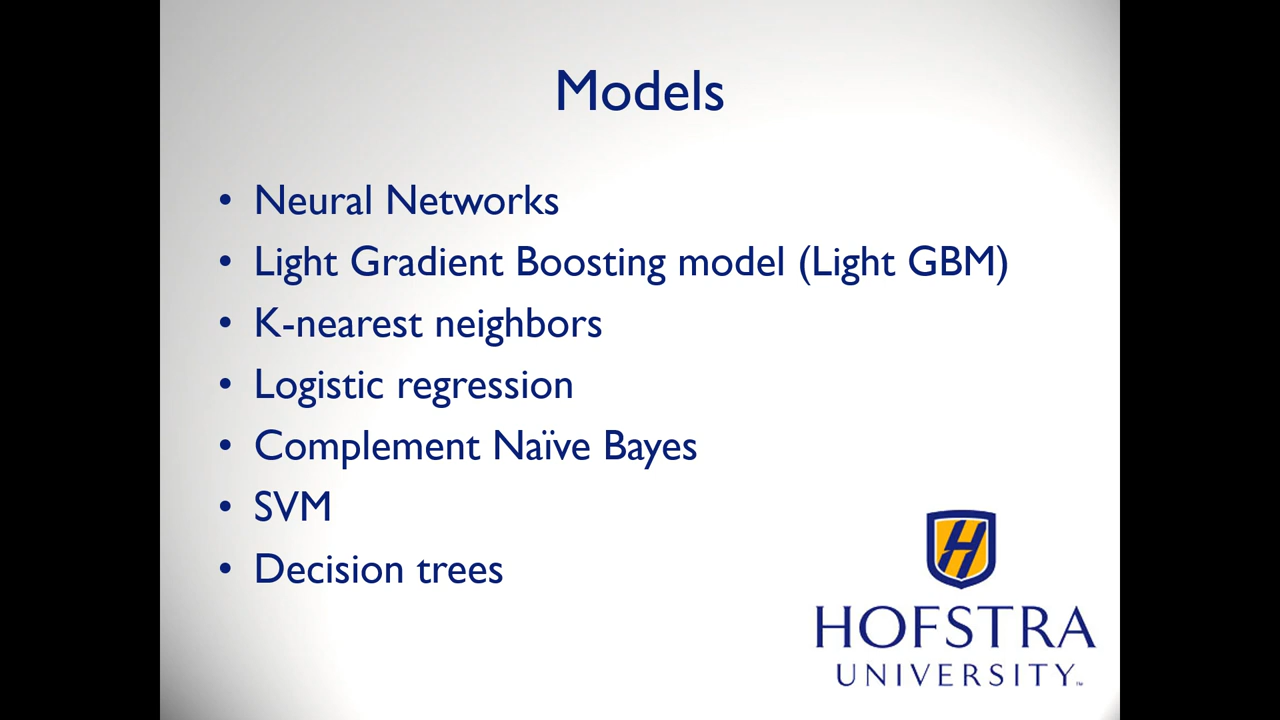 Models
• Neural Networks
• Light Gradient Boosting model (Light GBM)
• K-nearest neighbors
• Logistic regression
• Complement Naïve Bayes
• SVM
• Decision trees
H
HOFSTRA
UNIVERSITY™